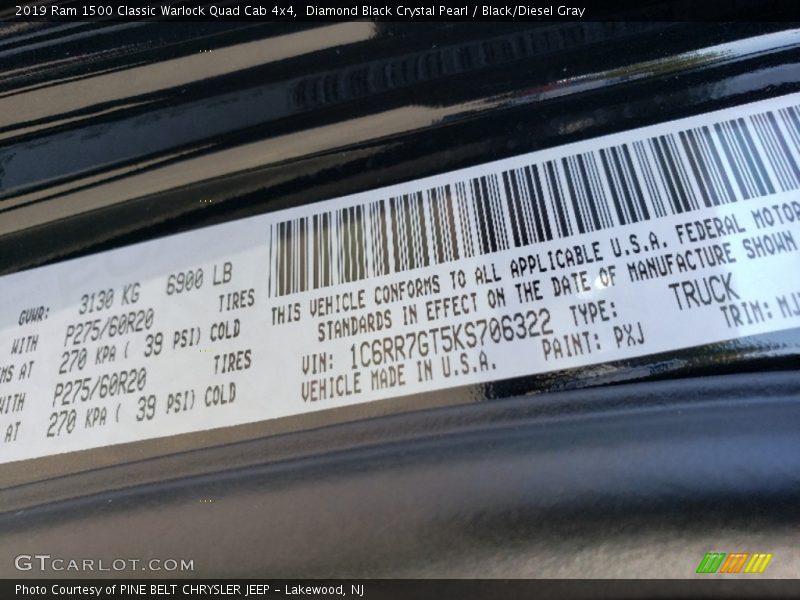 2019 Ram 1500 Classic Warlock Quad Cab 4x4, Diamond Black Crystal Pearl / Black/Diesel Gray
GVWR: 3130 KG 6900 LB
WITH P275/60R20 TIRES
AT 270 KPA ( 39 PSI) COLD
WITH P275/60R20 TIRES
AT 270 KPA ( 39 PSI) COLD
THIS VEHICLE CONFORMS TO ALL APPLICABLE U.S.A. FEDERAL MOTOR
STANDARDS IN EFFECT ON THE DATE OF MANUFACTURE SHOWN
VIN: 1C6RR7GT5KS706322 TYPE: TRUCK
VEHICLE MADE IN U.S.A. PAINT: PXJ TRIM:
GTCARLOT.COM
Photo Courtesy of PINE BELT CHRYSLER JEEP - Lakewood, NJ